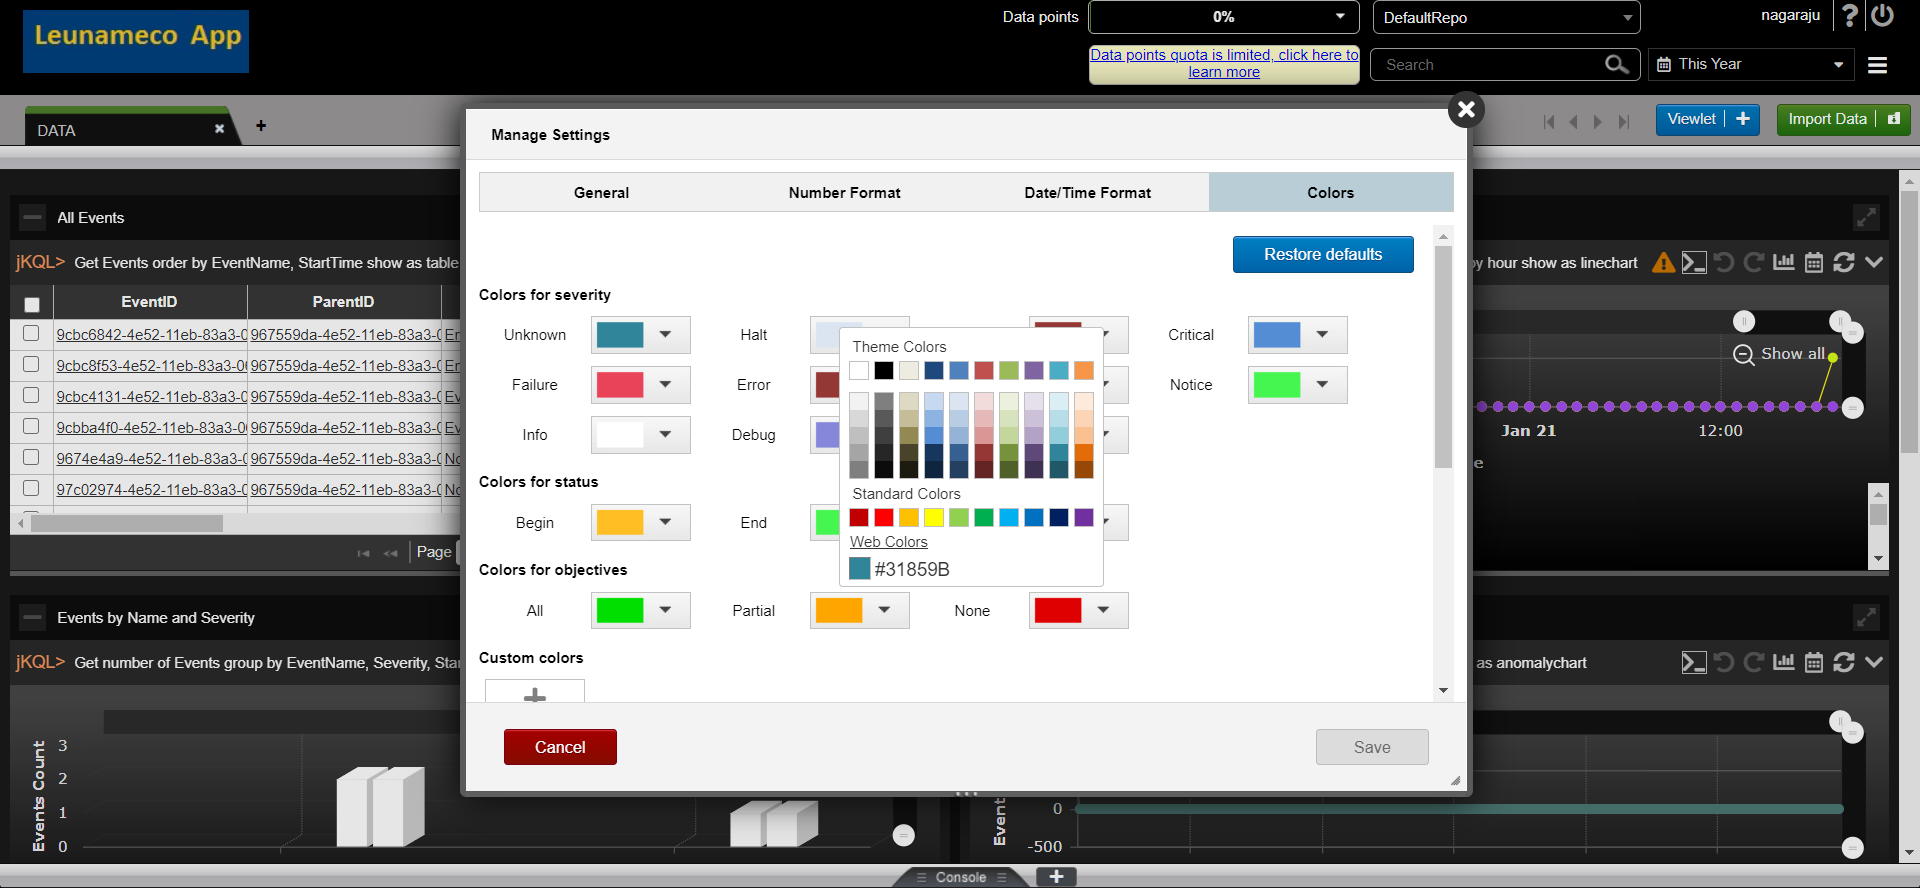 Leunameco App
Data points
0%
DefaultRepo
nagaraju
?
Data points quota is limited, click here to
learn more
Search
This Year
DATA
Viewlet
Import Data
Manage Settings
General
Number Format
Date/Time Format
Colors
Restore defaults
Colors for severity
Unknown
Halt
Critical
Failure
Error
Notice
Info
Debug
Colors for status
Begin
End
Colors for objectives
All
Partial
None
Custom colors
Cancel
Save
Theme Colors
Standard Colors
Web Colors
#31859B
All Events
jKQL> Get Events order by EventName, StartTime show as table
EventID
ParentID
9cbc6842-4e52-11eb-83a3-0
967559da-4e52-11eb-83a3-0
Er
9cbc8f53-4e52-11eb-83a3-0
967559da-4e52-11eb-83a3-0
Er
9cbc4131-4e52-11eb-83a3-0
967559da-4e52-11eb-83a3-0
Ev
9cbba4f0-4e52-11eb-83a3-0
967559da-4e52-11eb-83a3-0
Ev
9674e4a9-4e52-11eb-83a3-0
967559da-4e52-11eb-83a3-0
No
97c02974-4e52-11eb-83a3-0
967559da-4e52-11eb-83a3-0
No
Page
by hour show as linechart
Show all
Jan 21
12:00
e
Events by Name and Severity
jKQL> Get number of Events group by EventName, Severity, Sta
as anomalychart
Events Count
3
2
1
0
Event
0
-500
Console